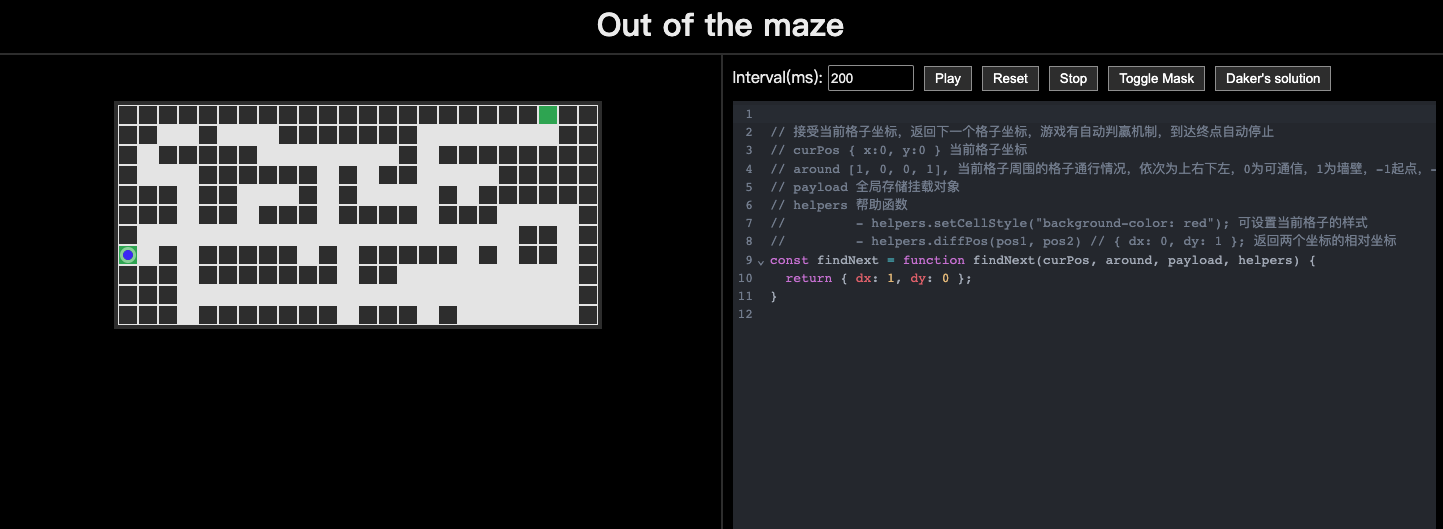 Out of the maze
Interval(ms): 200 Play Reset Stop Toggle Mask Daker's solution
1
2 // 接受当前格子坐标，返回下一个格子坐标，游戏有自动判赢机制，到达终点自动停止
3 // curPos { x:0, y:0 } 当前格子坐标
4 // around [1, 0, 0, 1], 当前格子周围的格子通行情况，依次为上右下左，0为可通信，1为墙壁，-1起点，-
5 // payload 全局存储挂载对象
6 // helpers 帮助函数
7 //         - helpers.setCellStyle("background-color: red"); 可设置当前格子的样式
8 //         - helpers.diffPos(pos1, pos2) // { dx: 0, dy: 1 }; 返回两个坐标的相对坐标
9 const findNext = function findNext(curPos, around, payload, helpers) {
10   return { dx: 1, dy: 0 };
11 }
12